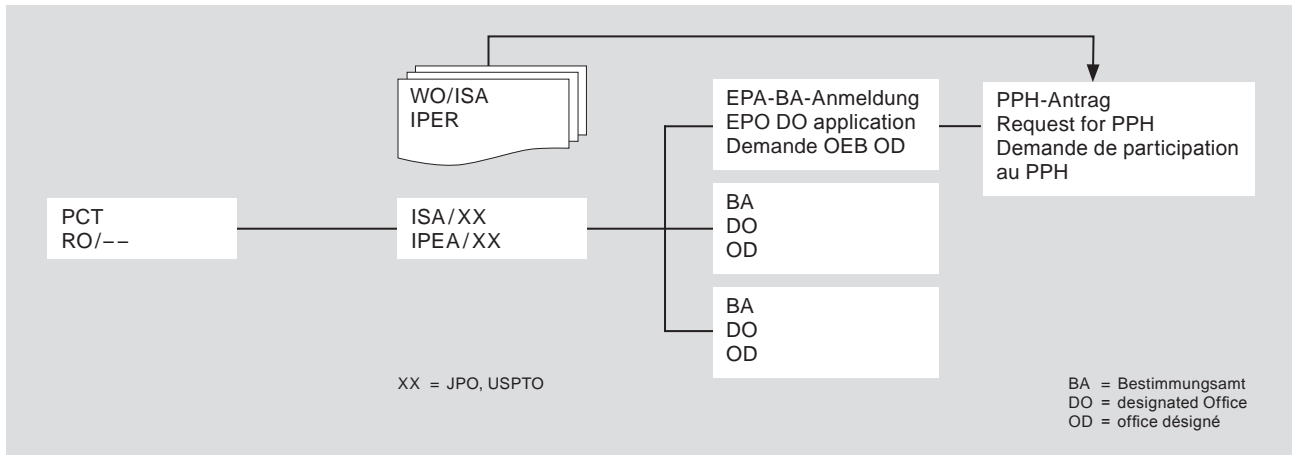 WO/ISA
IPER
EPA-BA-Anmeldung
EPO DO application
Demande OEB OD
PPH-Antrag
Request for PPH
Demande de participation
au PPH
PCT
RO/––
ISA/XX
IPEA/XX
BA
DO
OD
BA
DO
OD
XX = JPO, USPTO
BA = Bestimmungsamt
DO = designated Office
OD = office désigné